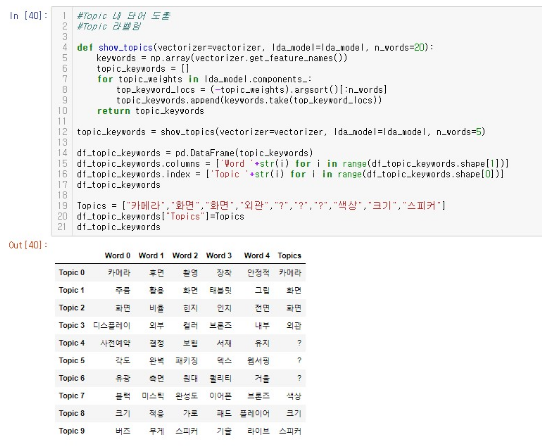 In [40]:
1 #Topic 내 단어 도출
2 #Topic 라벨링
3
4 def show_topics(vectorizer=vectorizer, lda_model=lda_model, n_words=20):
5 keywords = np.array(vectorizer.get_feature_names())
6 topic_keywords = []
7 for topic_weights in lda_model.components_:
8 top_keyword_locs = (-topic_weights).argsort()[:n_words]
9 topic_keywords.append(keywords.take(top_keyword_locs))
10 return topic_keywords
11
12 topic_keywords = show_topics(vectorizer=vectorizer, lda_model=lda_model, n_words=5)
13
14 df_topic_keywords = pd.DataFrame(topic_keywords)
15 df_topic_keywords.columns = ['Word '+str(i) for i in range(df_topic_keywords.shape[1])]
16 df_topic_keywords.index = ['Topic '+str(i) for i in range(df_topic_keywords.shape[0])]
17 df_topic_keywords
18
19 Topics = ["카메라","화면","화면","외관","?","?","?","색상","크기","스피커"]
20 df_topic_keywords["Topics"]=Topics
21 df_topic_keywords
Out[40]:
Word 0 Word 1 Word 2 Word 3 Word 4 Topics
Topic 0 카메라 후면 촬영 장착 안정적 카메라
Topic 1 주름 활용 화면 태블릿 그립 화면
Topic 2 화면 비율 힌지 인지 전면 화면
Topic 3 디스플레이 외부 컬러 브론즈 내부 외관
Topic 4 사전예약 결정 보험 서재 유지 ?
Topic 5 각도 완벽 패키징 덱스 웹서핑 ?
Topic 6 유광 측면 원대 퀄리티 거울 ?
Topic 7 블랙 미스틱 완성도 이어폰 브론즈 색상
Topic 8 크기 적응 가로 패드 플레이어 크기
Topic 9 버즈 무게 스피커 기술 라이브 스피커